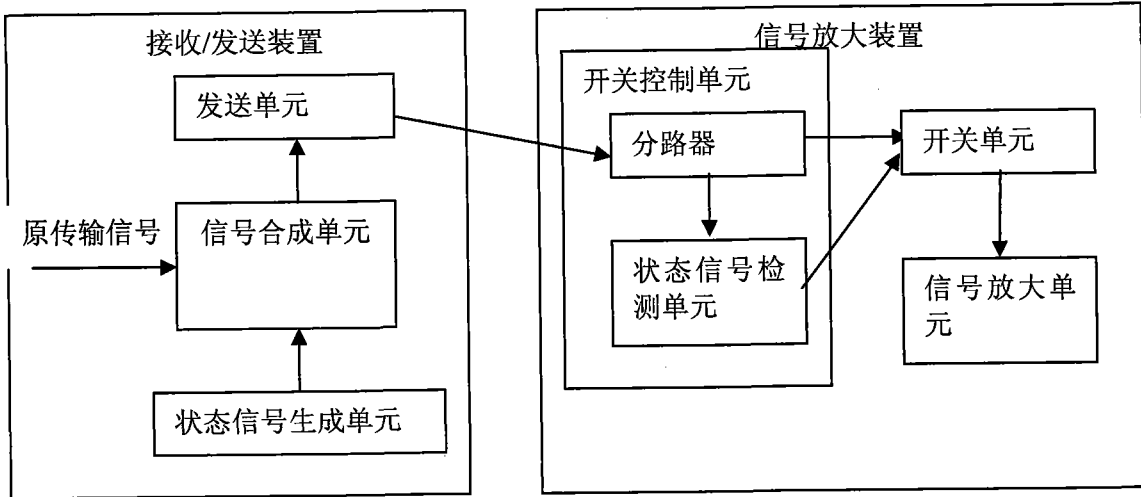 接收/发送装置
发送单元
原传输信号
信号合成单元
状态信号生成单元
信号放大装置
开关控制单元
分路器
开关单元
状态信号检
测单元
信号放大单
元